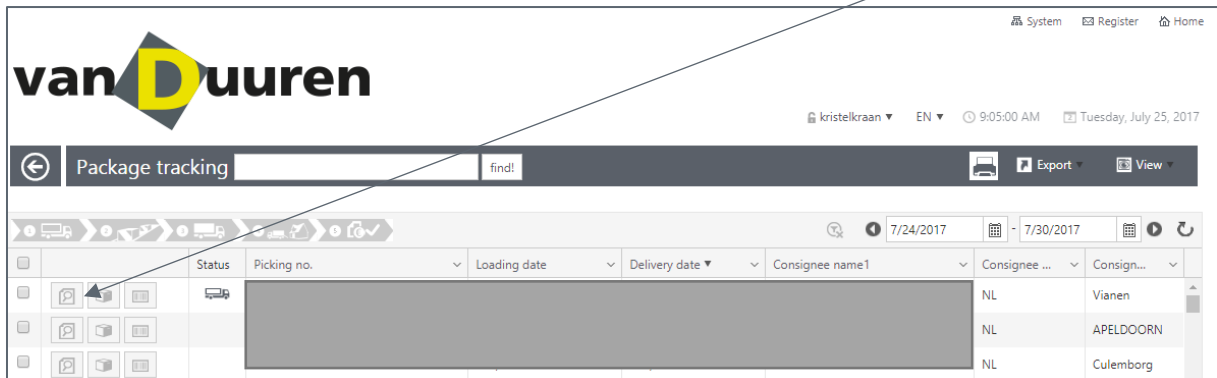 System Register Home
van Duuren
kristelkraan EN 9:05:00 AM Tuesday, July 25, 2017
Package tracking find! Export View
7/24/2017 - 7/30/2017
Status Picking no. Loading date Delivery date Consignee name1 Consignee ... Consign...
NL Vianen
NL APELDOORN
NL Culemborg